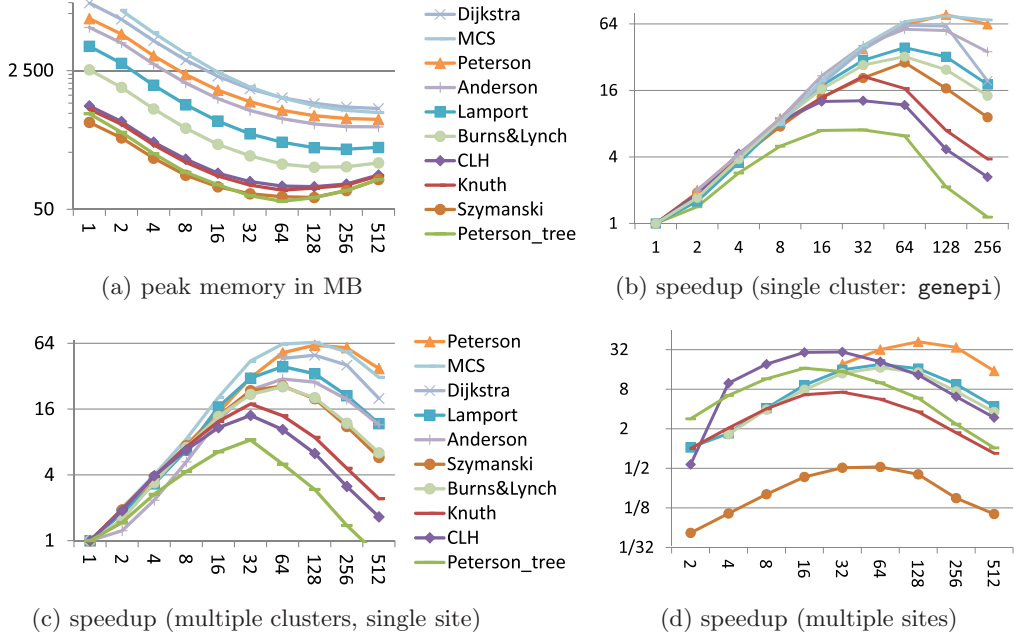 2 500
50
1 2 4 8 16 32 64 128 256 512
Dijkstra
MCS
Peterson
Anderson
Lamport
Burns&Lynch
CLH
Knuth
Szymanski
Peterson_tree
(a) peak memory in MB
64
16
4
1
1 2 4 8 16 32 64 128 256
(b) speedup (single cluster: genepi)
64
16
4
1
1 2 4 8 16 32 64 128 256 512
Peterson
MCS
Dijkstra
Lamport
Anderson
Szymanski
Burns&Lynch
Knuth
CLH
Peterson_tree
(c) speedup (multiple clusters, single site)
32
8
2
1/2
1/8
1/32
2 4 8 16 32 64 128 256 512
(d) speedup (multiple sites)